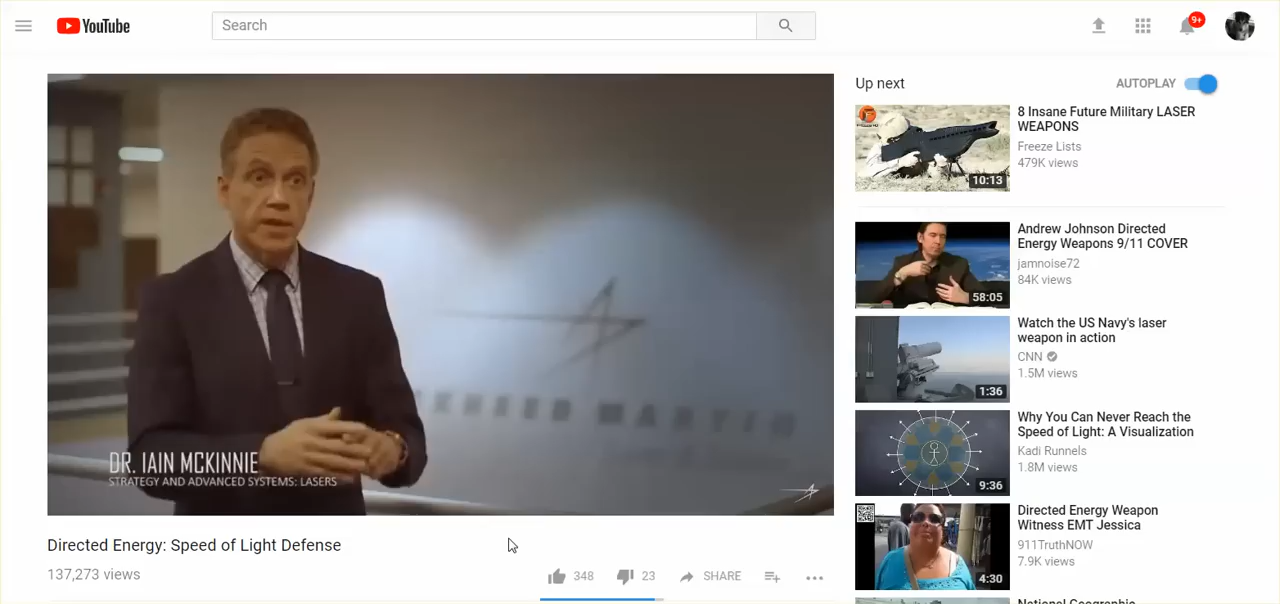 YouTube
Search
9+
DR. IAIN MCKINNIE
STRATEGY AND ADVANCED SYSTEMS: LASERS
Directed Energy: Speed of Light Defense
137,273 views
348
23
SHARE
Up next
AUTOPLAY
10:13
8 Insane Future Military LASER
WEAPONS
Freeze Lists
479K views
58:05
Andrew Johnson Directed
Energy Weapons 9/11 COVER
jamnoise72
84K views
1:36
Watch the US Navy's laser
weapon in action
CNN
1.5M views
9:36
Why You Can Never Reach the
Speed of Light: A Visualization
Kadi Runnels
1.8M views
4:30
Directed Energy Weapon
Witness EMT Jessica
911TruthNOW
7.9K views
National Geographic